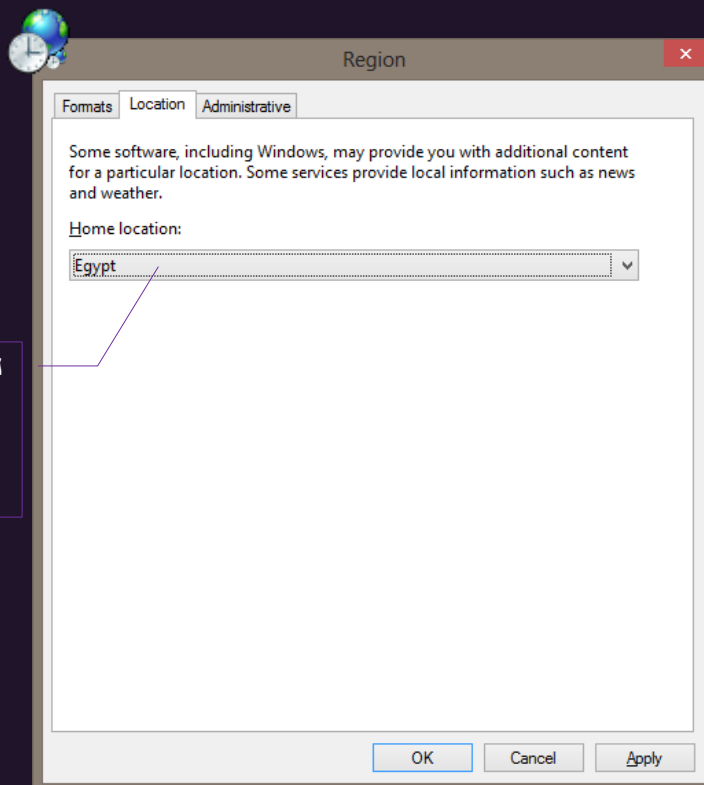 Region
Formats
Location
Administrative
Some software, including Windows, may provide you with additional content
for a particular location. Some services provide local information such as news
and weather.
Home location:
Egypt
OK
Cancel
Apply